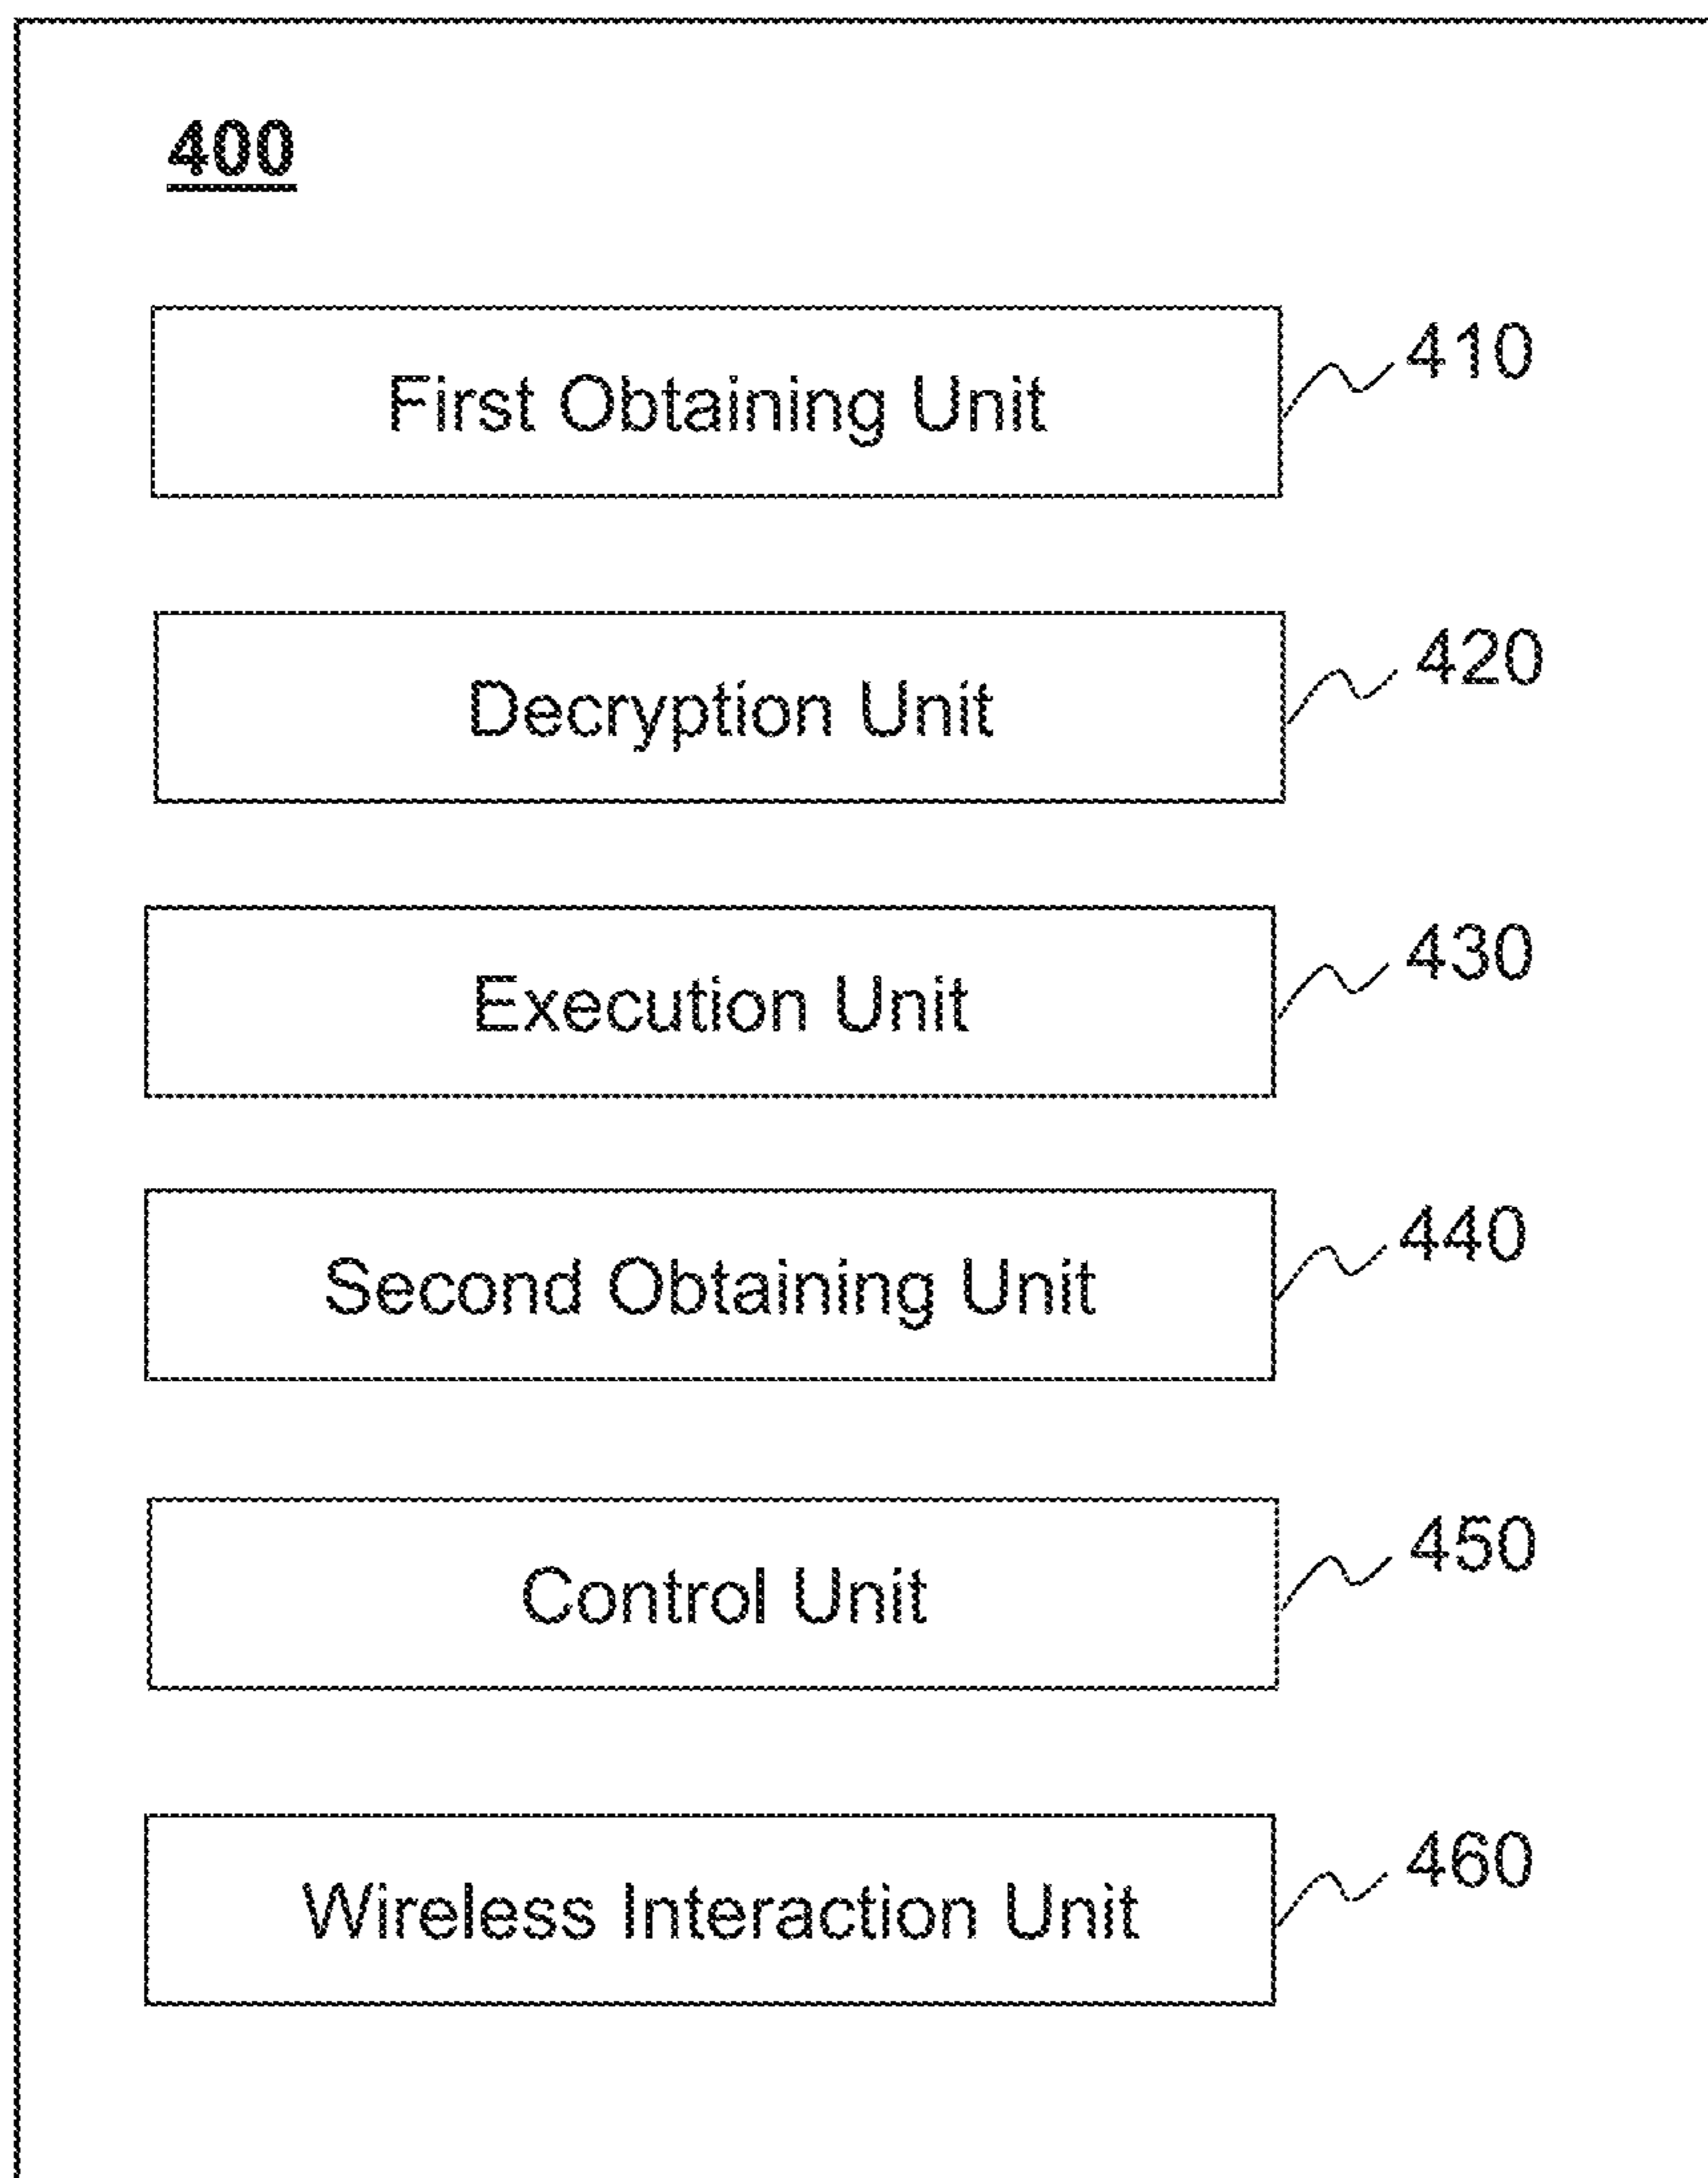 400
First Obtaining Unit 410
Decryption Unit 420
Execution Unit 430
Second Obtaining Unit 440
Control Unit 450
Wireless Interaction Unit 460